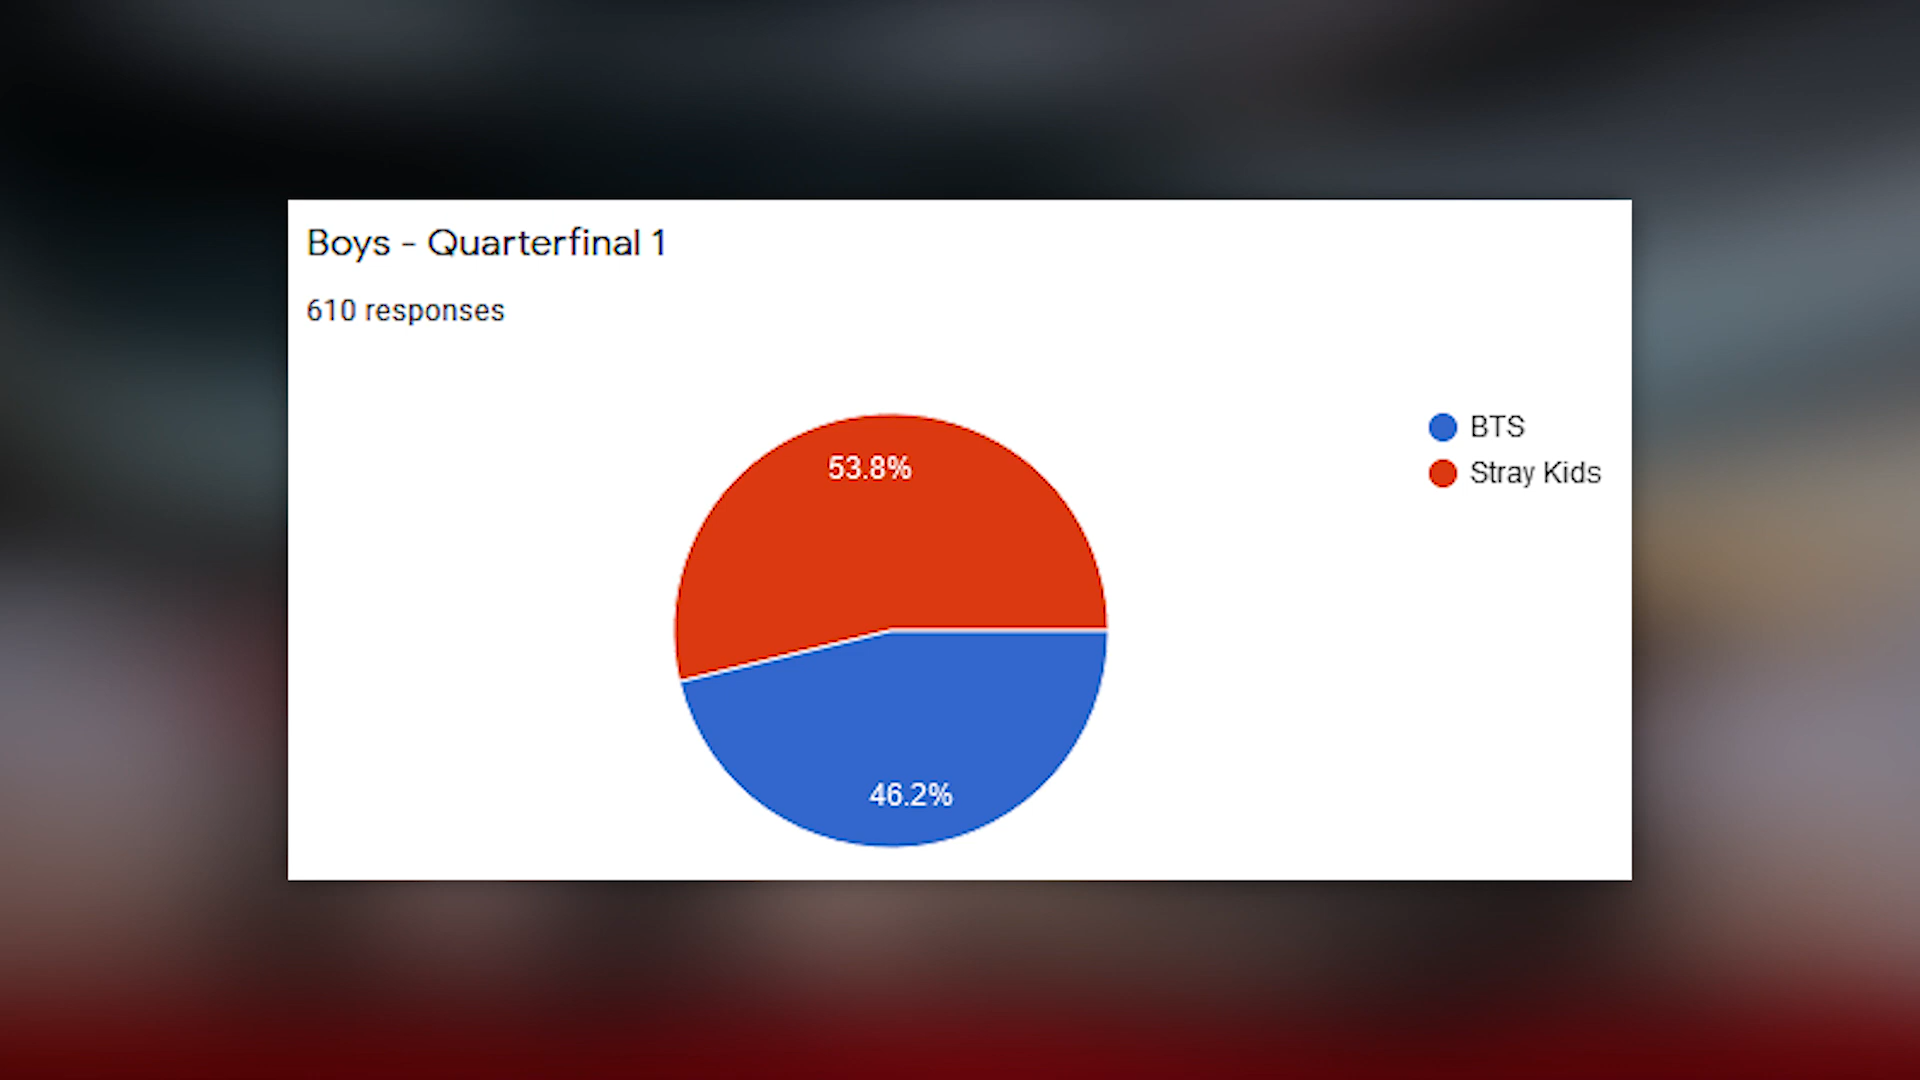 Boys - Quarterfinal 1
610 responses
BTS
Stray Kids
53.8%
46.2%